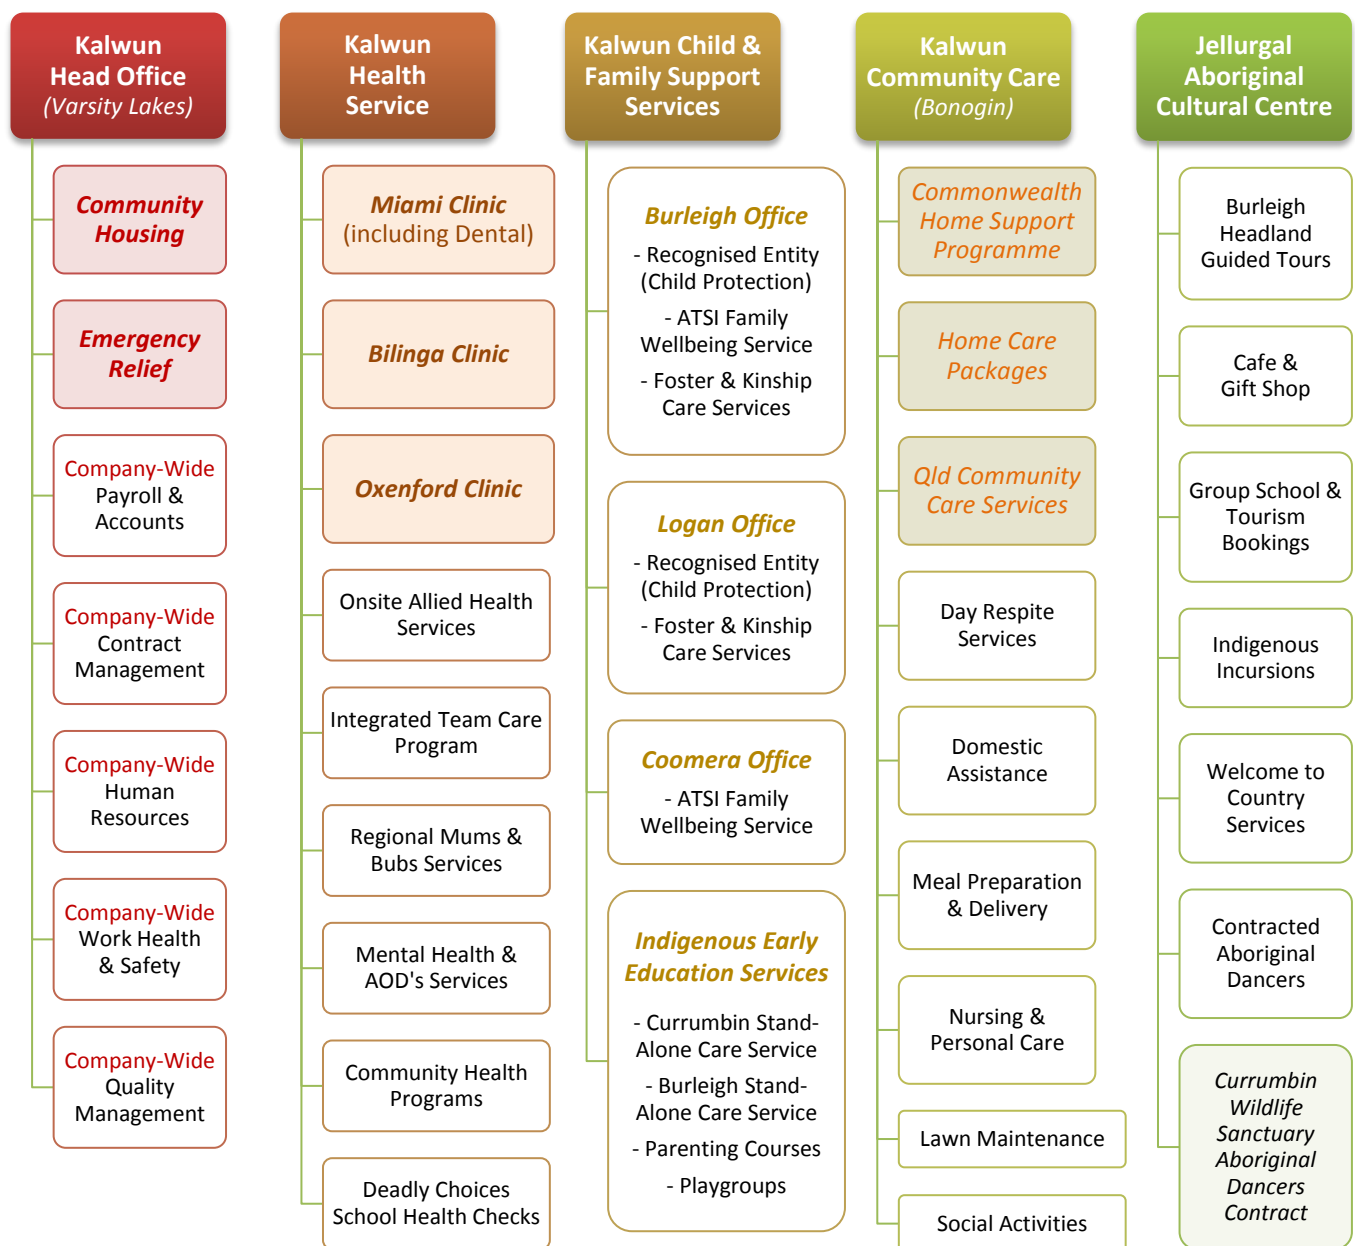 Kalwun
Head Office
(Varsity Lakes)
Community
Housing
Emergency
Relief
Company-Wide
Payroll &
Accounts
Company-Wide
Contract
Management
Company-Wide
Human
Resources
Company-Wide
Work Health
& Safety
Company-Wide
Quality
Management
Kalwun
Health
Service
Miami Clinic
(including Dental)
Bilinga Clinic
Oxenford Clinic
Onsite Allied Health
Services
Integrated Team Care
Program
Regional Mums &
Bubs Services
Mental Health &
AOD's Services
Community Health
Programs
Deadly Choices
School Health Checks
Kalwun Child &
Family Support
Services
Burleigh Office
- Recognised Entity
(Child Protection)
- ATSI Family
Wellbeing Service
- Foster & Kinship
Care Services
Logan Office
- Recognised Entity
(Child Protection)
- Foster & Kinship
Care Services
Coomera Office
- ATSI Family
Wellbeing Service
Indigenous Early
Education Services
- Currumbin Stand-
Alone Care Service
- Burleigh Stand-
Alone Care Service
- Parenting Courses
- Playgroups
Kalwun
Community Care
(Bonogin)
Commonwealth
Home Support
Programme
Home Care
Packages
Qld Community
Care Services
Day Respite
Services
Domestic
Assistance
Meal Preparation
& Delivery
Nursing &
Personal Care
Lawn Maintenance
Social Activities
Jellurgal
Aboriginal
Cultural Centre
Burleigh
Headland
Guided Tours
Cafe &
Gift Shop
Group School &
Tourism
Bookings
Indigenous
Incursions
Welcome to
Country
Services
Contracted
Aboriginal
Dancers
Currumbin
Wildlife
Sanctuary
Aboriginal
Dancers
Contract